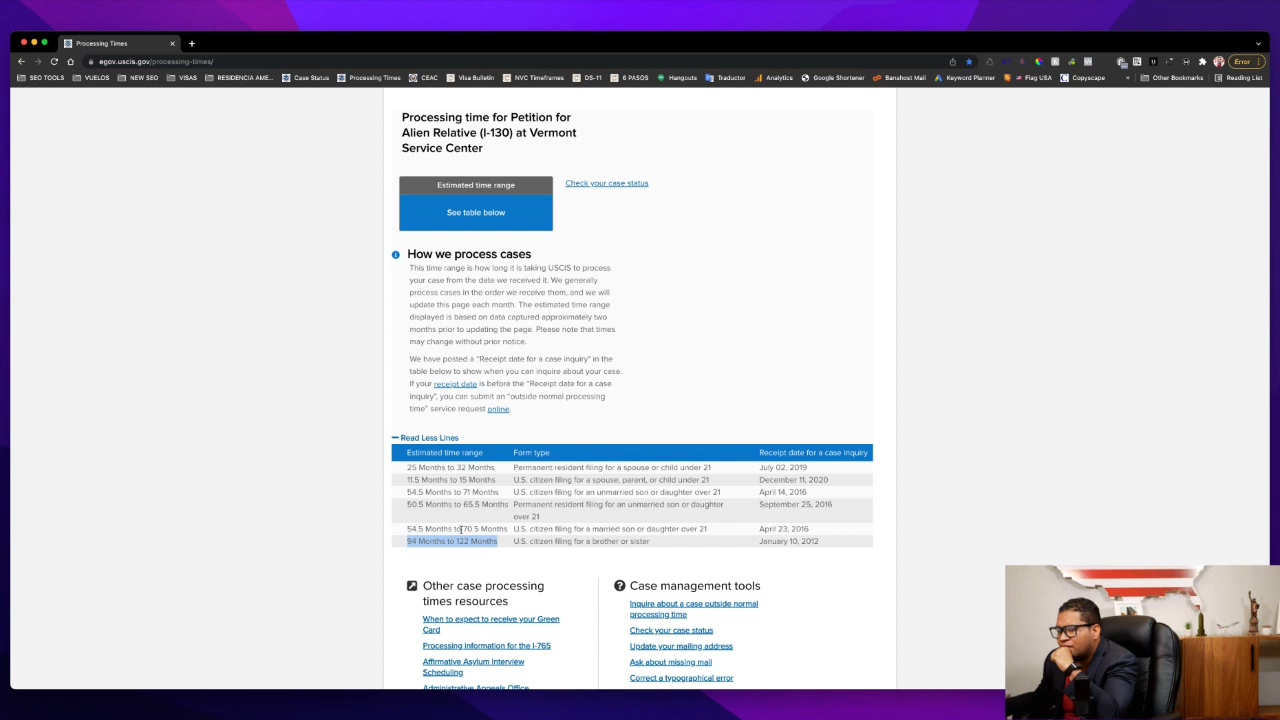 Processing Times
egov.uscis.gov/processing-times/
Error
SEO TOOLS VUELOS NEW SEO VISAS RESIDENCIA AME... Case Status Processing Times CEAC Visa Bulletin NYC Timeframes DS-11 6 PASOS Hangouts Traductor Analytics Google Shortener Banahost Mail Keyword Planner Flag USA Copyscape » Other Bookmarks Reading List
Processing time for Petition for
Alien Relative (I-130) at Vermont
Service Center
Estimated time range
Check your case status
See table below
How we process cases
This time range is how long it is taking USCIS to process
your case from the date we received it. We generally
process cases in the order we receive them, and we will
update this page each month. The estimated time range
displayed is based on data captured approximately two
months prior to updating the page. Please note that times
may change without prior notice.
We have posted a "Receipt date for a case inquiry" in the
table below to show when you can inquire about your case.
If your receipt date is before the "Receipt date for a case
inquiry", you can submit an "outside normal processing
time" service request online.
Read Less Lines
Estimated time range Form type Receipt date for a case inquiry
25 Months to 32 Months Permanent resident filing for a spouse or child under 21 July 02, 2019
11.5 Months to 15 Months U.S. citizen filing for a spouse, parent, or child under 21 December 11, 2020
54.5 Months to 71 Months U.S. citizen filing for an unmarried son or daughter over 21 April 14, 2016
50.5 Months to 65.5 Months Permanent resident filing for an unmarried son or daughter September 25, 2016
over 21
54.5 Months to 70.5 Months U.S. citizen filing for a married son or daughter over 21 April 23, 2016
94 Months to 122 Months U.S. citizen filing for a brother or sister January 10, 2012
Other case processing
times resources
When to expect to receive your Green
Card
Processing information for the I-765
Affirmative Asylum Interview
Scheduling
Administrative Appeals Office
Case management tools
Inquire about a case outside normal
processing time
Check your case status
Update your mailing address
Ask about missing mail
Correct a typographical error